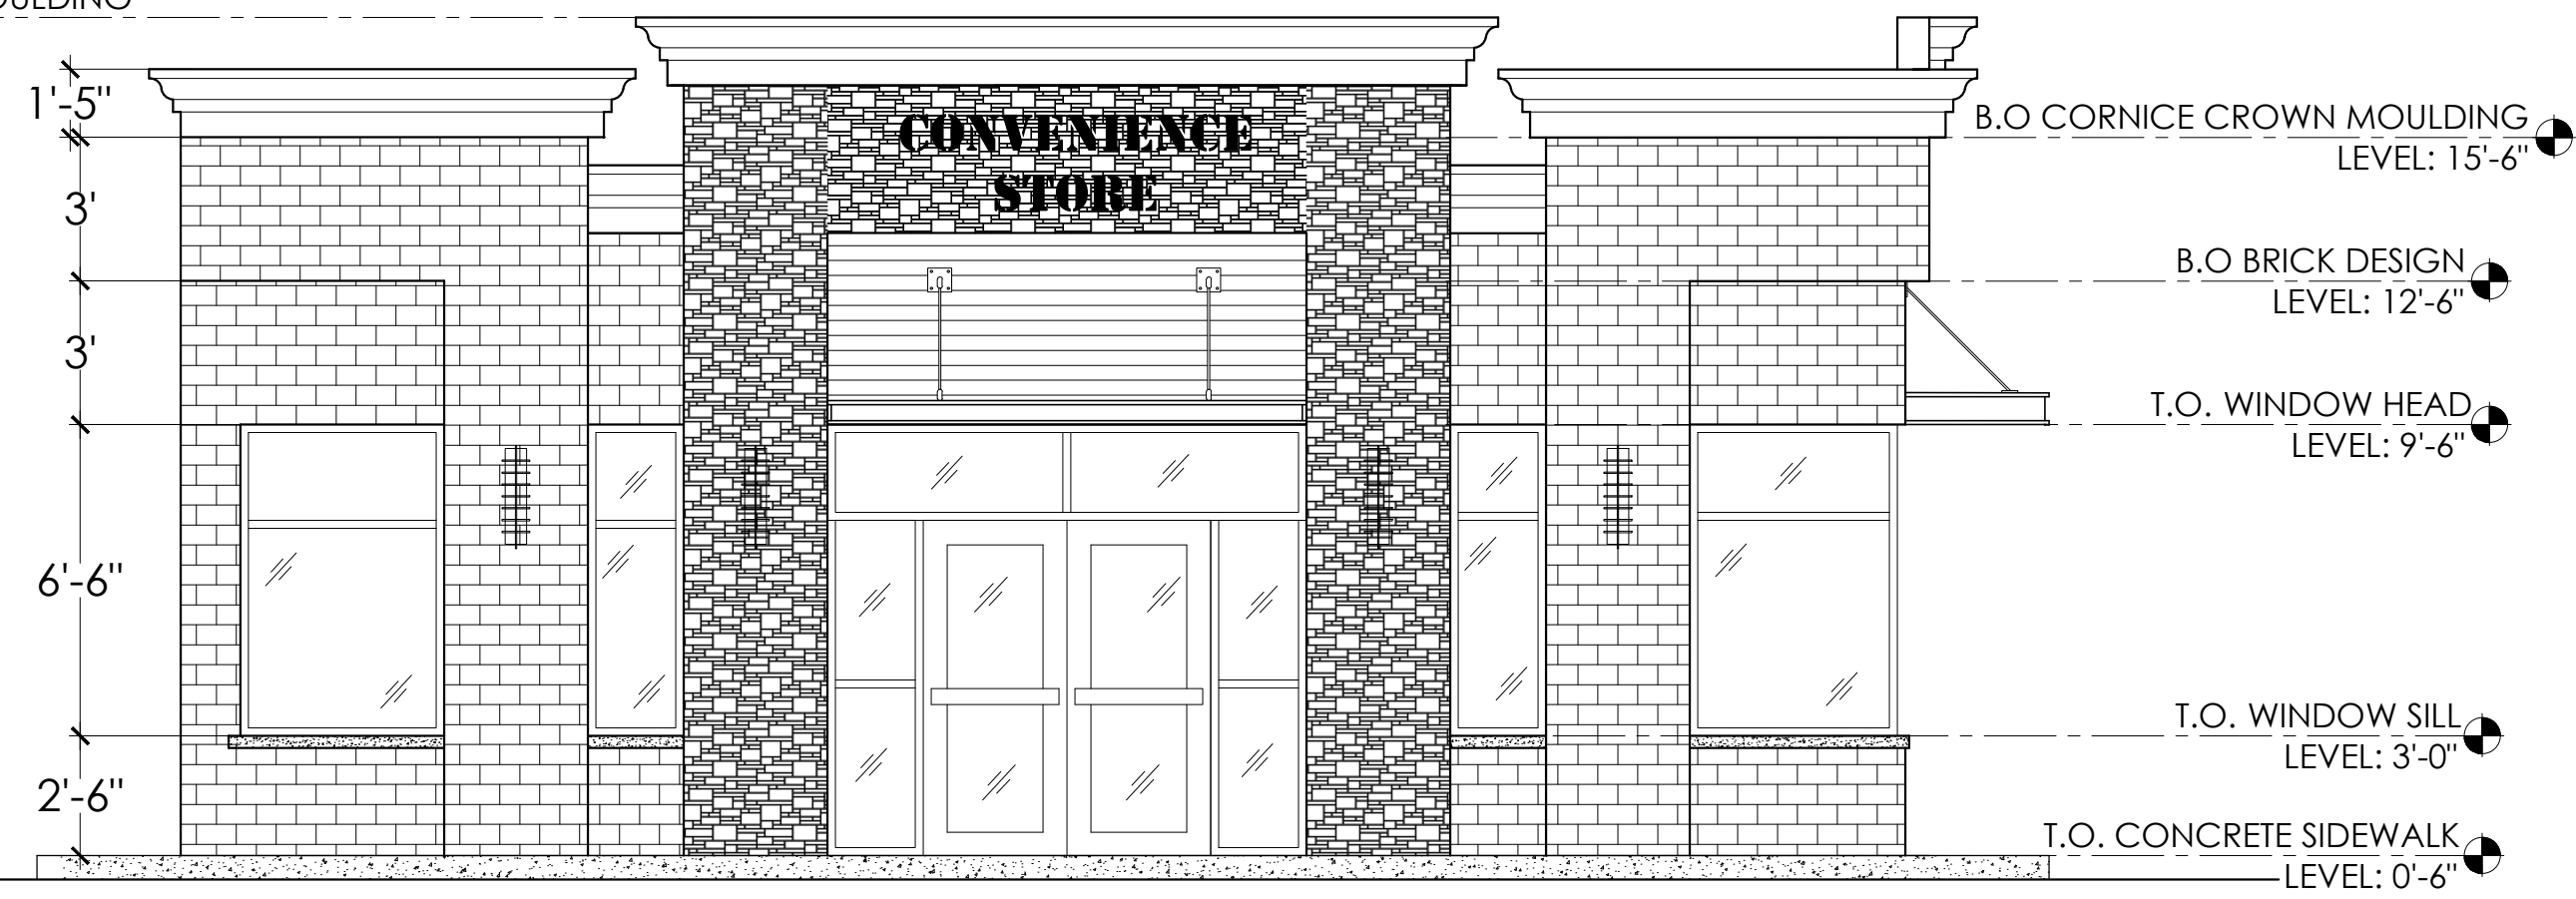 1'-5"
3'
3'
6'-6"
2'-6"
CONVENIENCE
STORE
B.O CORNICE CROWN MOULDING
LEVEL: 15'-6"
B.O BRICK DESIGN
LEVEL: 12'-6"
T.O. WINDOW HEAD
LEVEL: 9'-6"
T.O. WINDOW SILL
LEVEL: 3'-0"
T.O. CONCRETE SIDEWALK
LEVEL: 0'-6"